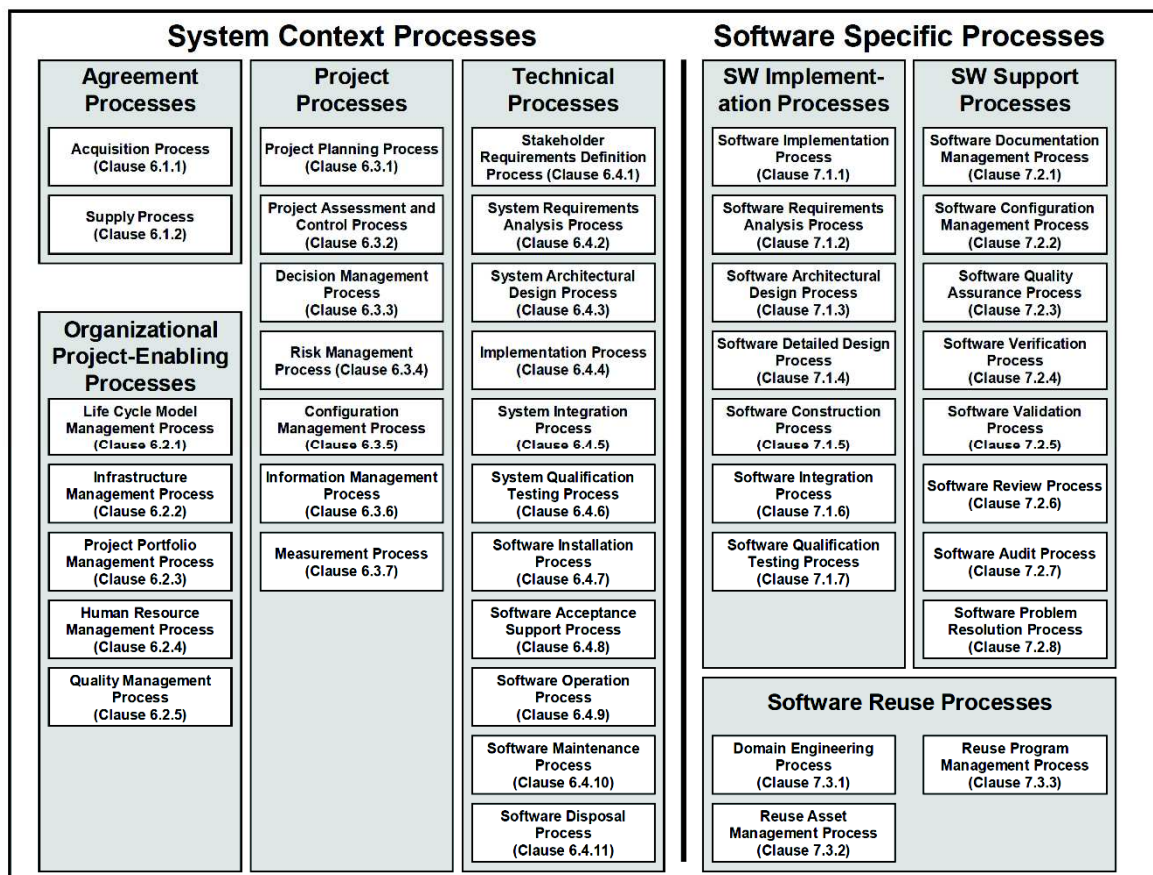 System Context Processes
Agreement
Processes
Acquisition Process
(Clause 6.1.1)
Supply Process
(Clause 6.1.2)
Organizational
Project-Enabling
Processes
Life Cycle Model
Management Process
(Clause 6.2.1)
Infrastructure
Management Process
(Clause 6.2.2)
Project Portfolio
Management Process
(Clause 6.2.3)
Human Resource
Management Process
(Clause 6.2.4)
Quality Management
Process
(Clause 6.2.5)
Project
Processes
Project Planning Process
(Clause 6.3.1)
Project Assessment and
Control Process
(Clause 6.3.2)
Decision Management
Process
(Clause 6.3.3)
Risk Management
Process (Clause 6.3.4)
Configuration
Management Process
(Clause 6.3.5)
Information Management
Process
(Clause 6.3.6)
Measurement Process
(Clause 6.3.7)
Technical
Processes
Stakeholder
Requirements Definition
Process (Clause 6.4.1)
System Requirements
Analysis Process
(Clause 6.4.2)
System Architectural
Design Process
(Clause 6.4.3)
Implementation Process
(Clause 6.4.4)
System Integration
Process
(Clause 6.4.5)
System Qualification
Testing Process
(Clause 6.4.6)
Software Installation
Process
(Clause 6.4.7)
Software Acceptance
Support Process
(Clause 6.4.8)
Software Operation
Process
(Clause 6.4.9)
Software Maintenance
Process
(Clause 6.4.10)
Software Disposal
Process
(Clause 6.4.11)
Software Specific Processes
SW Implement-
ation Processes
Software Implementation
Process
(Clause 7.1.1)
Software Requirements
Analysis Process
(Clause 7.1.2)
Software Architectural
Design Process
(Clause 7.1.3)
Software Detailed Design
Process
(Clause 7.1.4)
Software Construction
Process
(Clause 7.1.5)
Software Integration
Process
(Clause 7.1.6)
Software Qualification
Testing Process
(Clause 7.1.7)
SW Support
Processes
Software Documentation
Management Process
(Clause 7.2.1)
Software Configuration
Management Process
(Clause 7.2.2)
Software Quality
Assurance Process
(Clause 7.2.3)
Software Verification
Process
(Clause 7.2.4)
Software Validation
Process
(Clause 7.2.5)
Software Review Process
(Clause 7.2.6)
Software Audit Process
(Clause 7.2.7)
Software Problem
Resolution Process
(Clause 7.2.8)
Software Reuse Processes
Domain Engineering
Process
(Clause 7.3.1)
Reuse Asset
Management Process
(Clause 7.3.2)
Reuse Program
Management Process
(Clause 7.3.3)